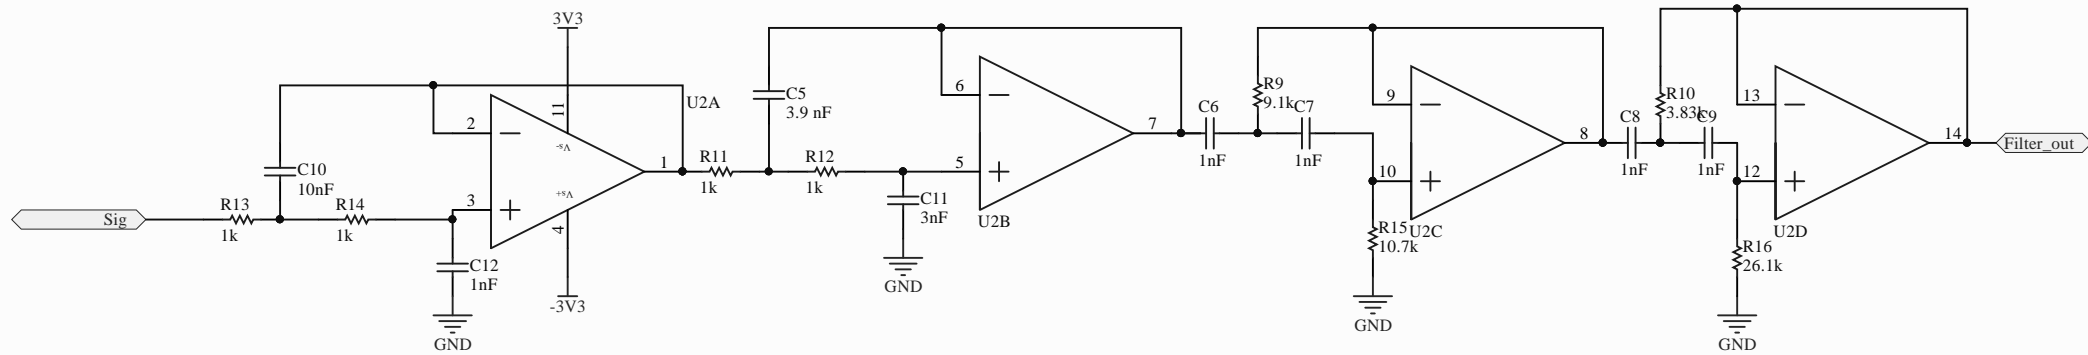 3V3
11
Vs-
Vs+
4
-3V3
U2A
2
3
1
C10
10nF
Sig
R13
1k
R14
1k
C12
1nF
GND
R11
1k
C5
3.9 nF
R12
1k
C11
3nF
GND
6
5
7
U2B
C6
1nF
R9
9.1k
C7
1nF
9
10
8
U2C
R15
10.7k
GND
C8
1nF
R10
3.83k
C9
1nF
13
12
14
U2D
R16
26.1k
GND
Filter_out